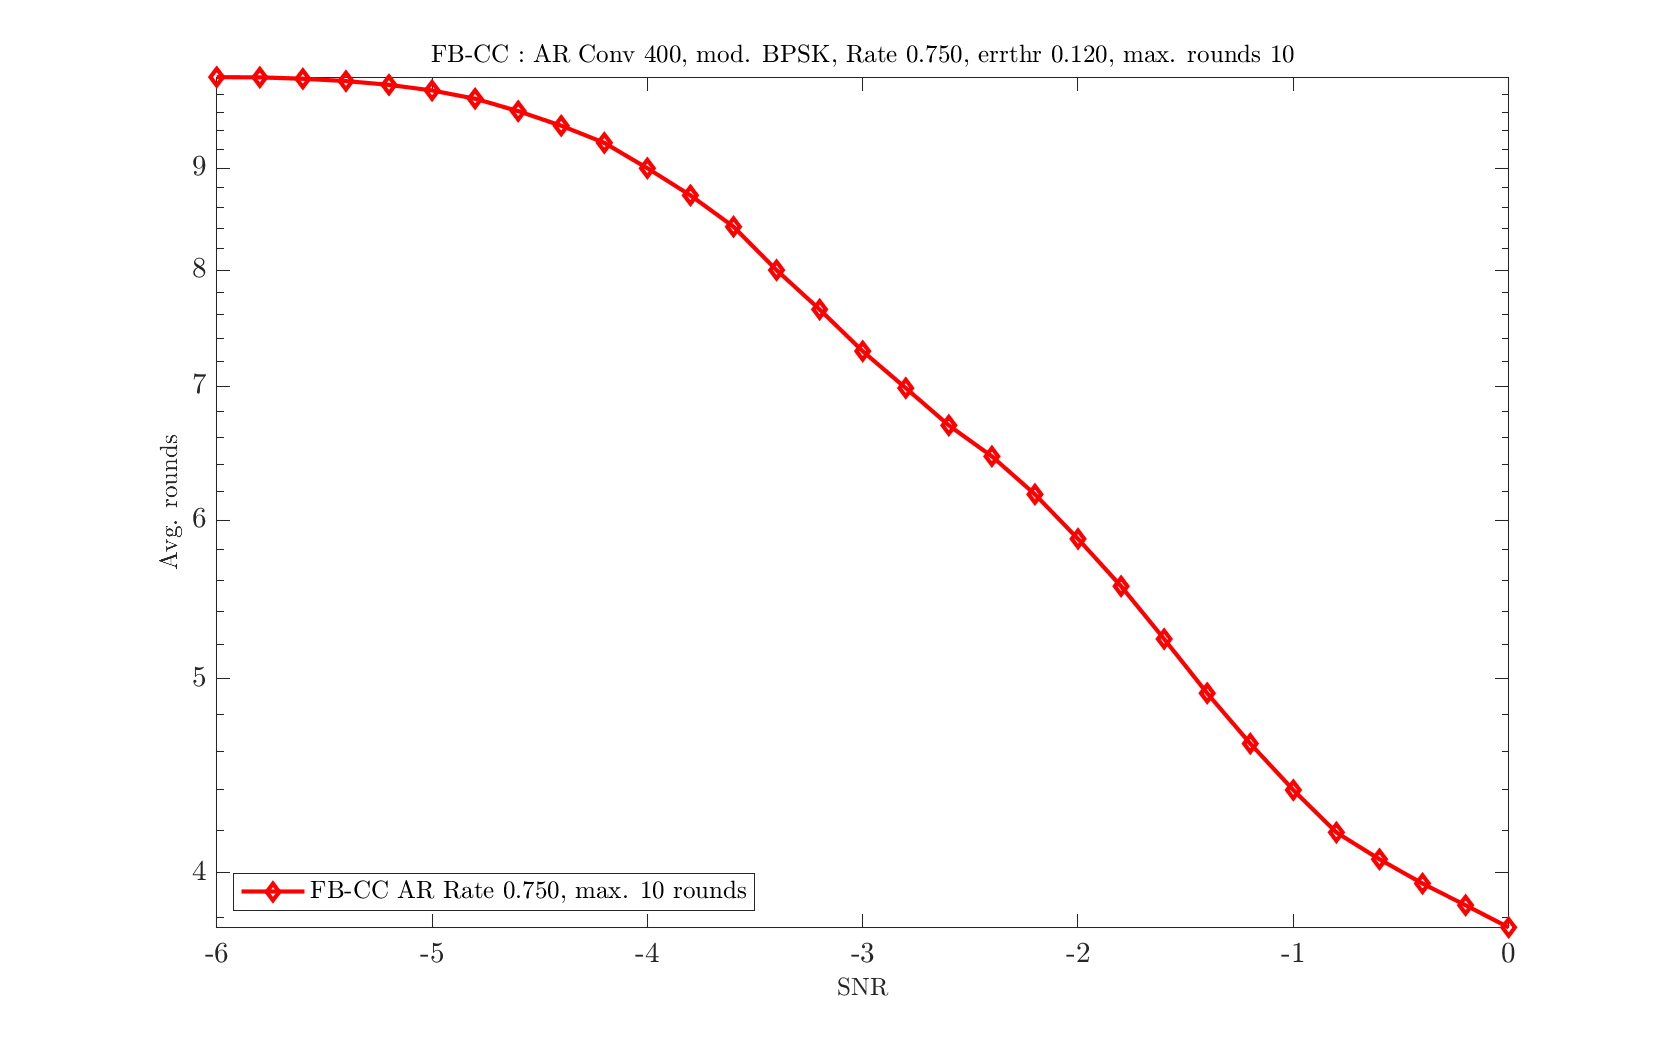 FB-CC : AR Conv 400, mod. BPSK, Rate 0.750, errthr 0.120, max. rounds 10
9
8
7
6
5
4
Avg. rounds
FB-CC AR Rate 0.750, max. 10 rounds
-6 -5 -4 -3 -2 -1 0
SNR